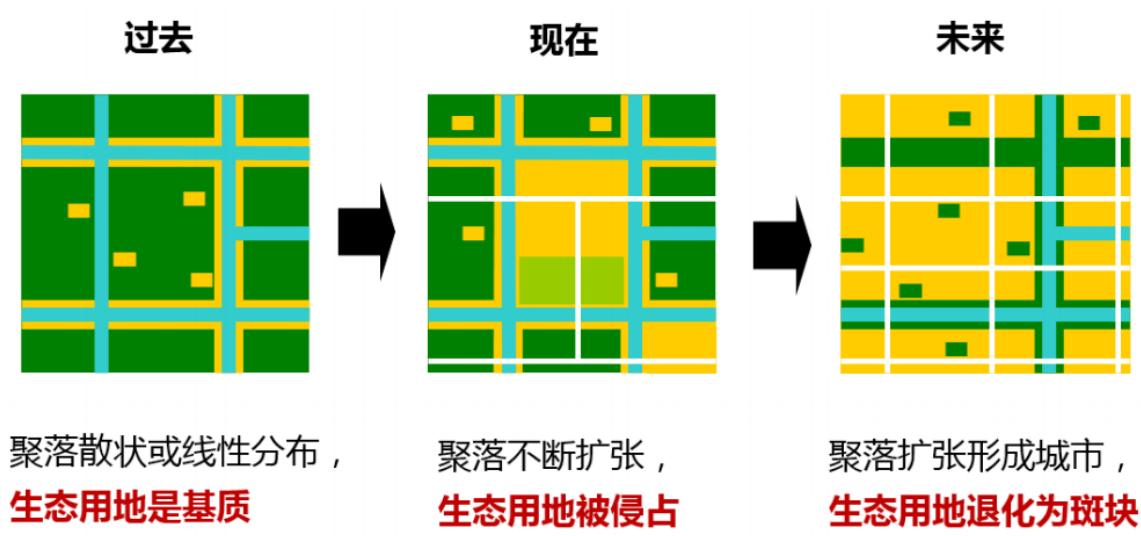 过去
现在
未来
聚落散状或线性分布，
生态用地是基质
聚落不断扩张，
生态用地被侵占
聚落扩张形成城市，
生态用地退化为斑块